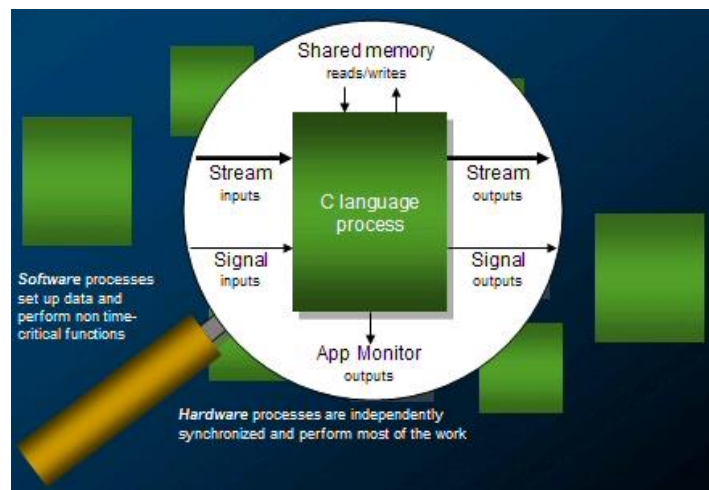 Shared memory
reads/writes
Stream
inputs
C language
process
Stream
outputs
Signal
inputs
Signal
outputs
App Monitor
outputs
Software processes
set up data and
perform non time-
critical functions
Hardware processes are independently
synchronized and perform most of the work